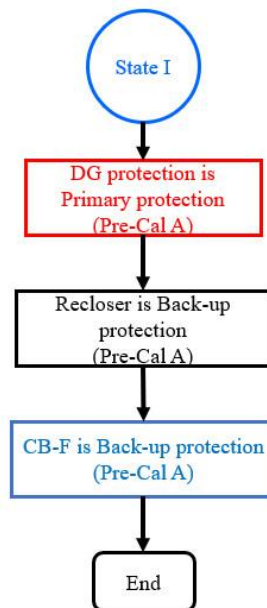 State I
DG protection is
Primary protection
(Pre-Cal A)
Recloser is Back-up
protection
(Pre-Cal A)
CB-F is Back-up protection
(Pre-Cal A)
End